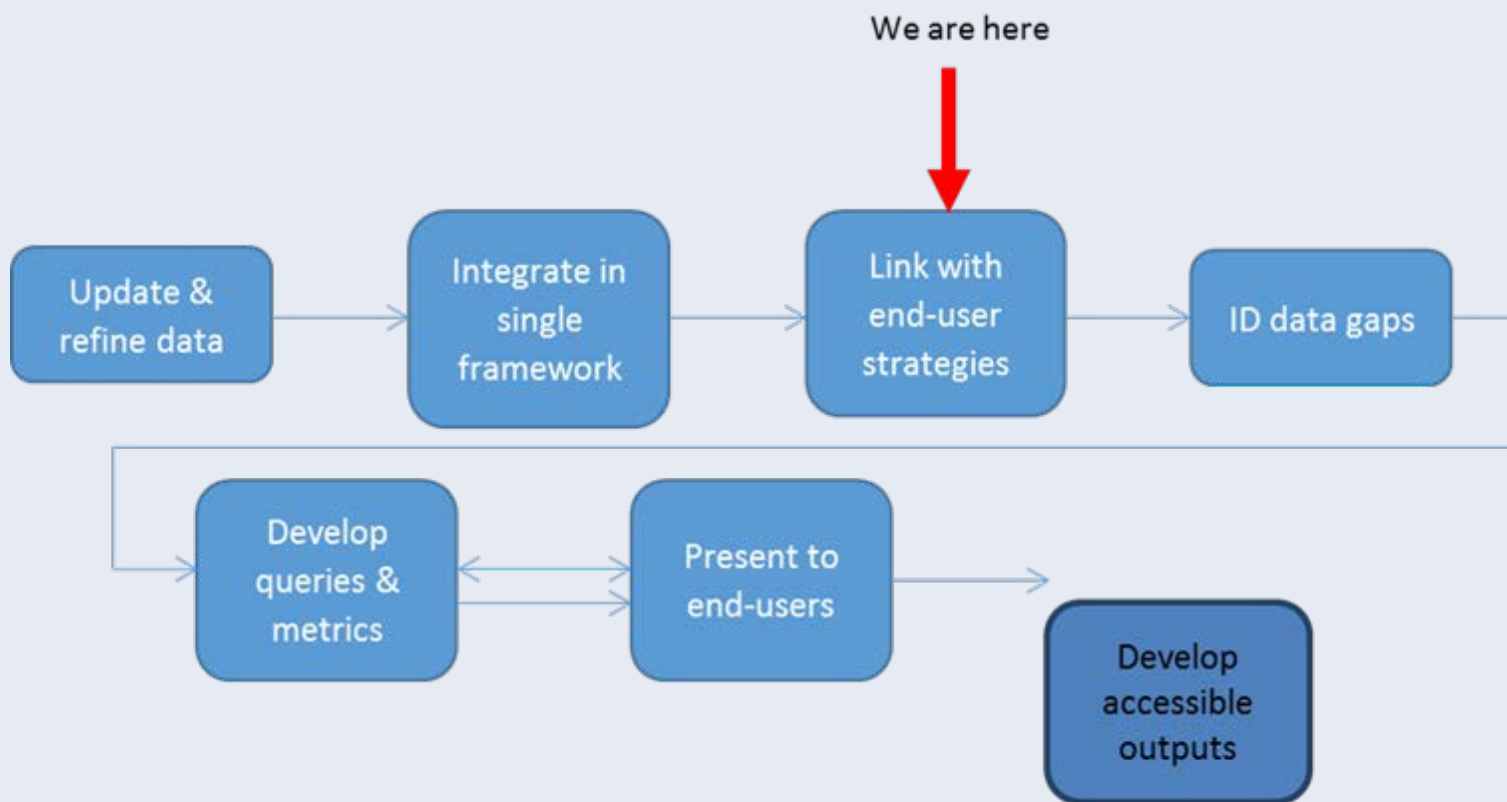 We are here
Update &
refine data
Integrate in
single
framework
Link with
end-user
strategies
ID data gaps
Develop
queries &
metrics
Present to
end-users
Develop
accessible
outputs